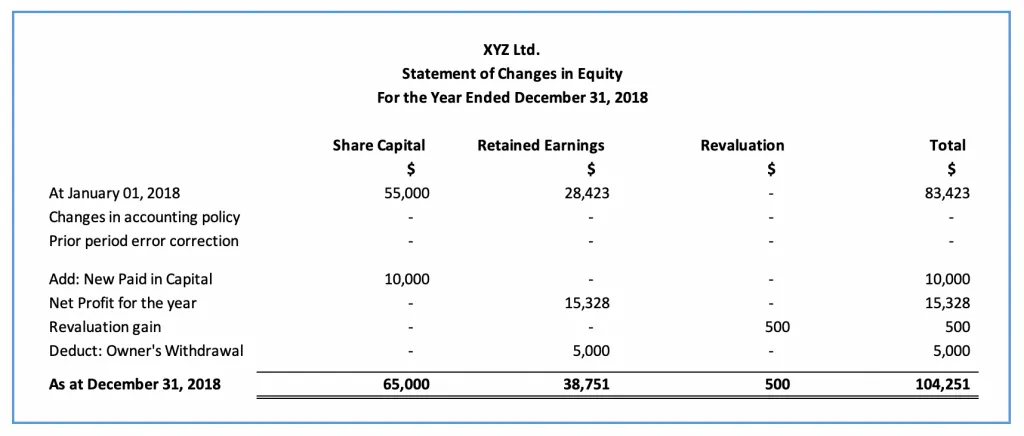 XYZ Ltd.
Statement of Changes in Equity
For the Year Ended December 31, 2018
Share Capital Retained Earnings Revaluation Total
$ $ $ $
At January 01, 2018 55,000 28,423 - 83,423
Changes in accounting policy - - - -
Prior period error correction - - - -
Add: New Paid in Capital 10,000 - - 10,000
Net Profit for the year - 15,328 - 15,328
Revaluation gain - - 500 500
Deduct: Owner's Withdrawal - 5,000 - 5,000
As at December 31, 2018 65,000 38,751 500 104,251